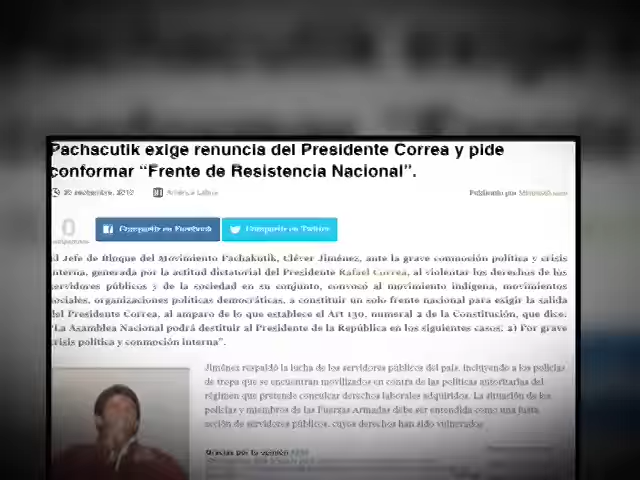 Pachacutik exige renuncia del Presidente Correa y pide
conformar “Frente de Resistencia Nacional”.
30 septiembre, 2010 América Latina Publicado por
0
Compartir en Facebook Compartir en Twitter
El Jefe de Bloque del Movimiento Pachakutik, Cléver Jiménez, ante la grave conmoción política y crisis
interna, generada por la actitud dictatorial del Presidente Rafael Correa, al violentar los derechos de los
servidores públicos y de la sociedad en su conjunto, convocó al movimiento indígena, movimientos
sociales, organizaciones políticas democráticas, a constituir un solo frente nacional para exigir la salida
del Presidente Correa, al amparo de lo que establece el Art 130, numeral 2 de la Constitución, que dice:
“La Asamblea Nacional podrá destituir al Presidente de la República en los siguientes casos: 2) Por grave
crisis política y conmoción interna”.
Jiménez respaldó la lucha de los servidores públicos del país, incluyendo a los policías
de tropa que se encuentran movilizados en contra de las políticas autoritarias del
régimen que pretende conculcar derechos laborales adquiridos. La situación de los
policías y miembros de las Fuerzas Armadas debe ser entendida como una justa
acción de servidores públicos, cuyos derechos han sido vulnerados.
Gracias por tu opinión